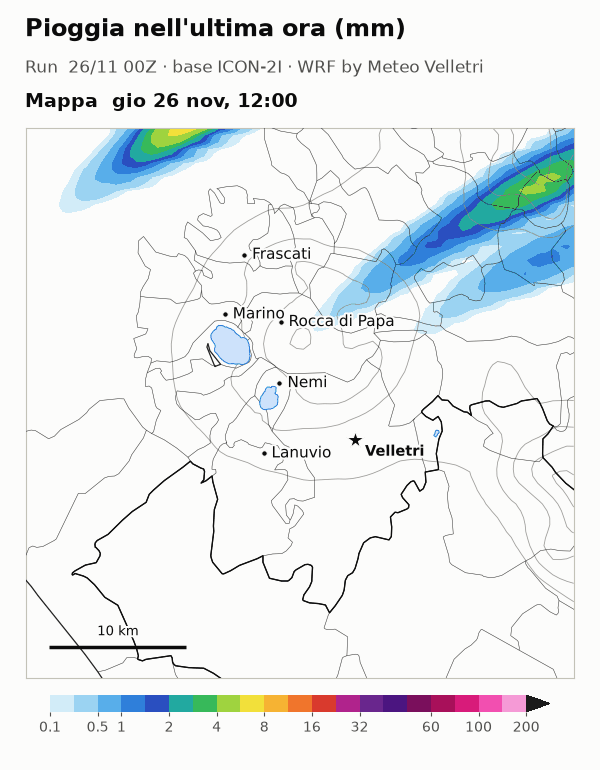 Pioggia nell'ultima ora (mm)
Run  26/11 00Z · base ICON-2I · WRF by Meteo Velletri
Mappa  gio 26 nov, 12:00
Frascati
Marino
Rocca di Papa
Nemi
Velletri
Lanuvio
10 km
0.1 0.5 1 2 4 8 16 32 60 100 200